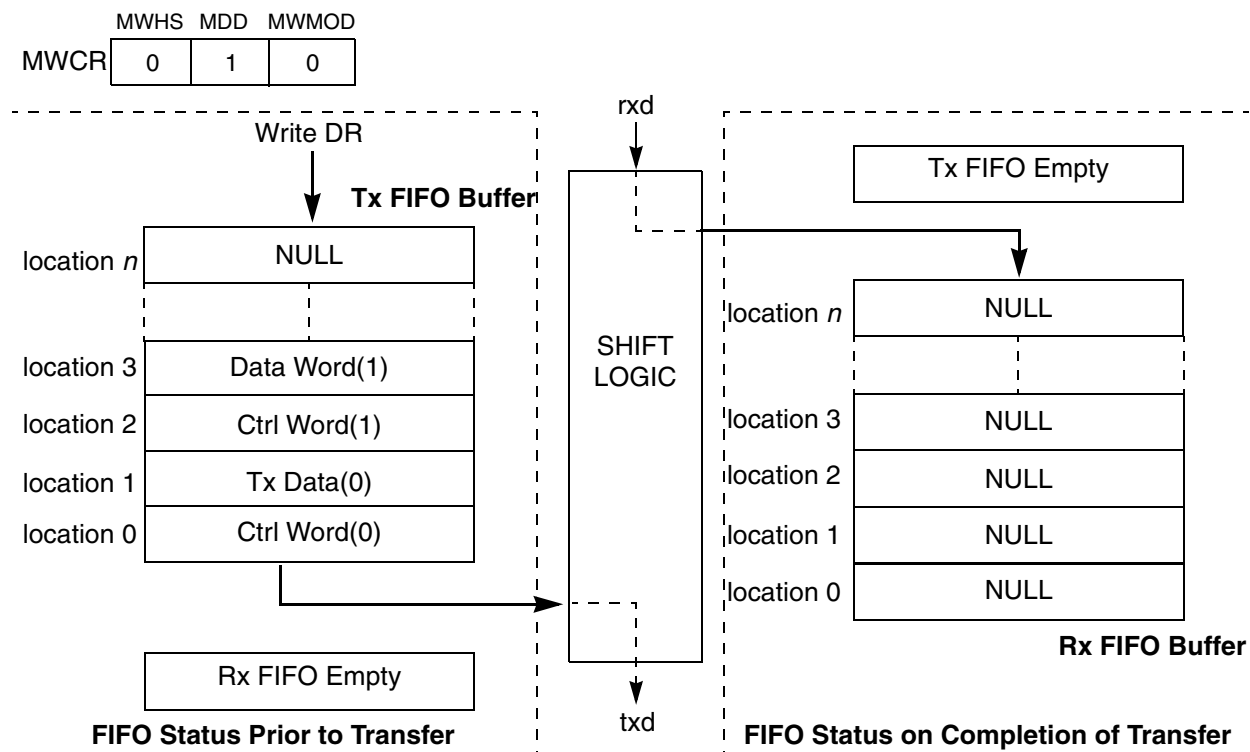 MWHS MDD MWMOD
MWCR 0 1 0
Write DR
Tx FIFO Buffer
location n NULL
location 3 Data Word(1)
location 2 Ctrl Word(1)
location 1 Tx Data(0)
location 0 Ctrl Word(0)
Rx FIFO Empty
FIFO Status Prior to Transfer
rxd
SHIFT
LOGIC
txd
Tx FIFO Empty
location n NULL
location 3 NULL
location 2 NULL
location 1 NULL
location 0 NULL
Rx FIFO Buffer
FIFO Status on Completion of Transfer